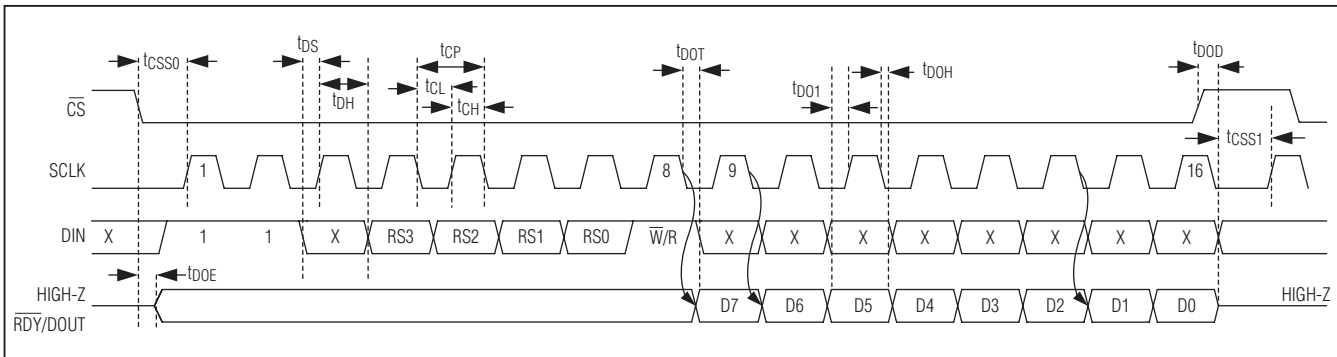 tCSS0 tDS tDH tCP tCL tCH tDOT tDO1 tDOH tDOD tCSS1
CS
SCLK 1 8 9 16
DIN X 1 1 X RS3 RS2 RS1 RS0 W/R X X X X X X X X
tDOE
HIGH-Z D7 D6 D5 D4 D3 D2 D1 D0 HIGH-Z
RDY/DOUT